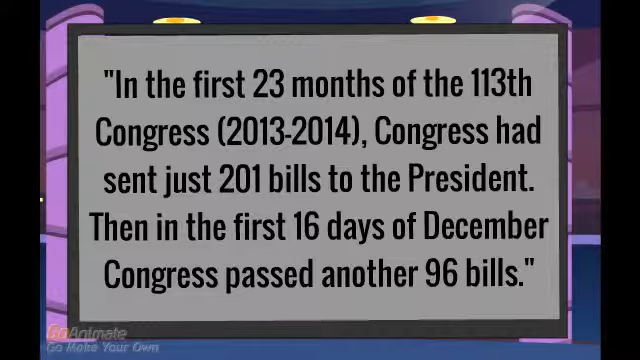 "In the first 23 months of the 113th
Congress (2013-2014), Congress had
sent just 201 bills to the President.
Then in the first 16 days of December
Congress passed another 96 bills."
GoAnimate
Go Make Your Own